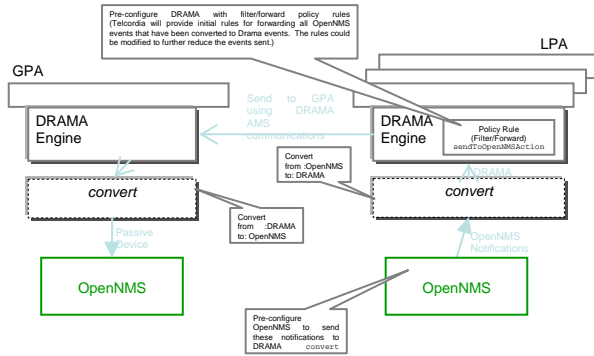 Pre-configure DRAMA with filter/forward policy rules
(Telcordia will provide initial rules for forwarding all OpenNMS
events that have been converted to Drama events. The rules could
be modified to further reduce the events sent.)
LPA
GPA
Send to GPA
using DRAMA
AMS
communications
DRAMA
Engine
DRAMA
Engine
Policy Rule
(Filter/Forward)
sendToOpenNMSAction
Convert
from :OpenNMS
to: DRAMA
DRAMA
convert
convert
Convert
from :DRAMA
to: OpenNMS
Passive
Device
OpenNMS
Notifications
OpenNMS
OpenNMS
Pre-configure
OpenNMS to send
these notifications to
DRAMA convert